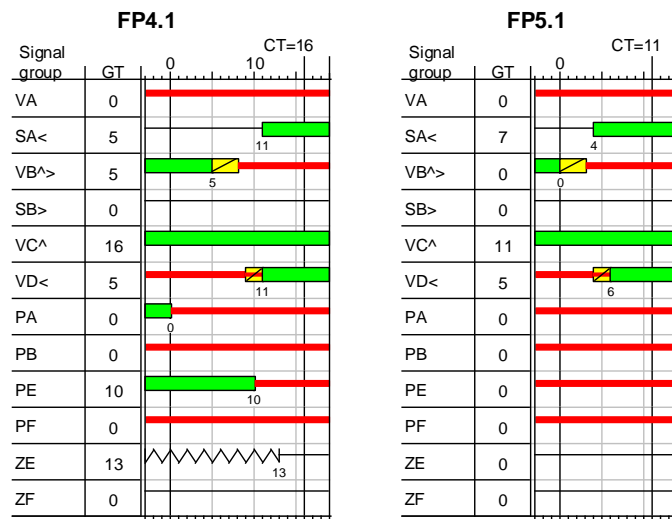 FP4.1
Signal group GT 0 10 CT=16
VA 0
SA< 5 11
VB^> 5 5
SB> 0
VC^ 16
VD< 5 11
PA 0 0
PB 0
PE 10 10
PF 0
ZE 13 13
ZF 0
FP5.1
Signal group GT 0 CT=11
VA 0
SA< 7 4
VB^> 0 0
SB> 0
VC^ 11
VD< 5 6
PA 0
PB 0
PE 0
PF 0
ZE 0
ZF 0